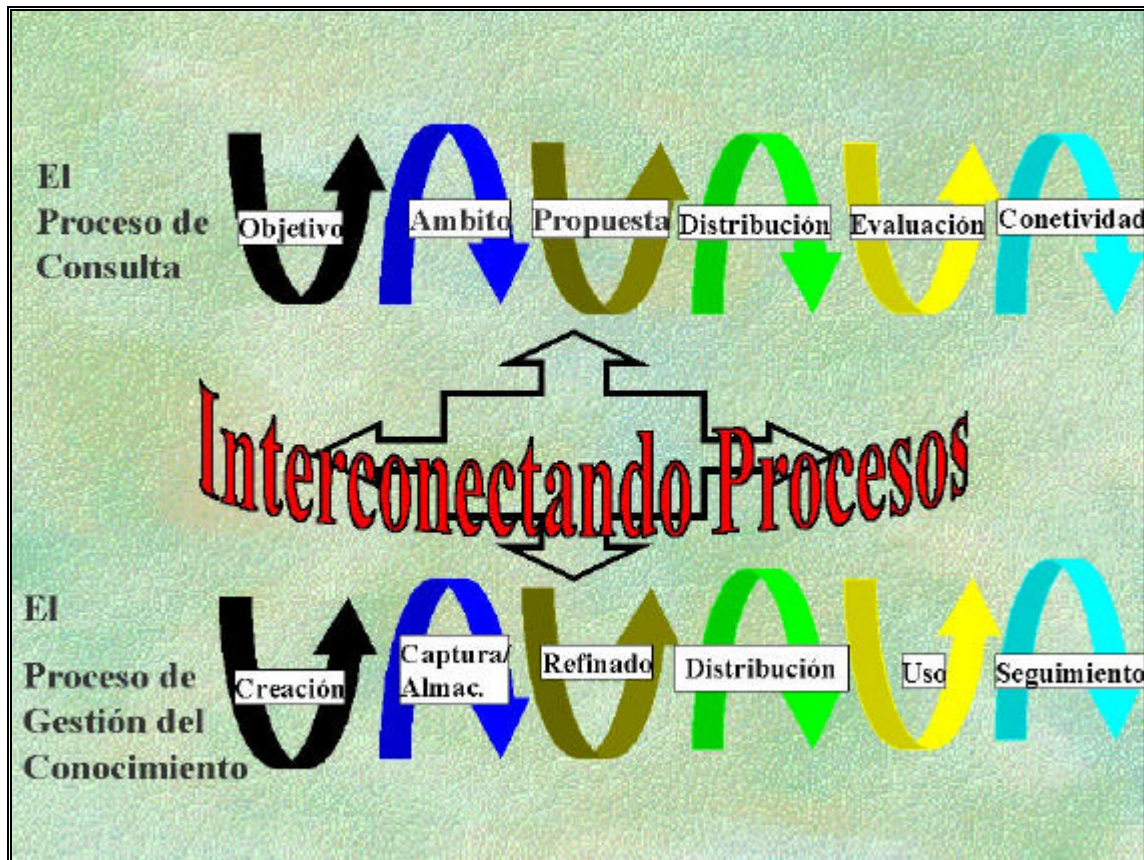 El
Proceso de
Consulta
Objetivo
Ambito
Propuesta
Distribución
Evaluación
Conetividad
Interconectando Procesos
El
Proceso de
Gestión del
Conocimiento
Creación
Captura/
Almac.
Refinado
Distribución
Uso
Seguimiento